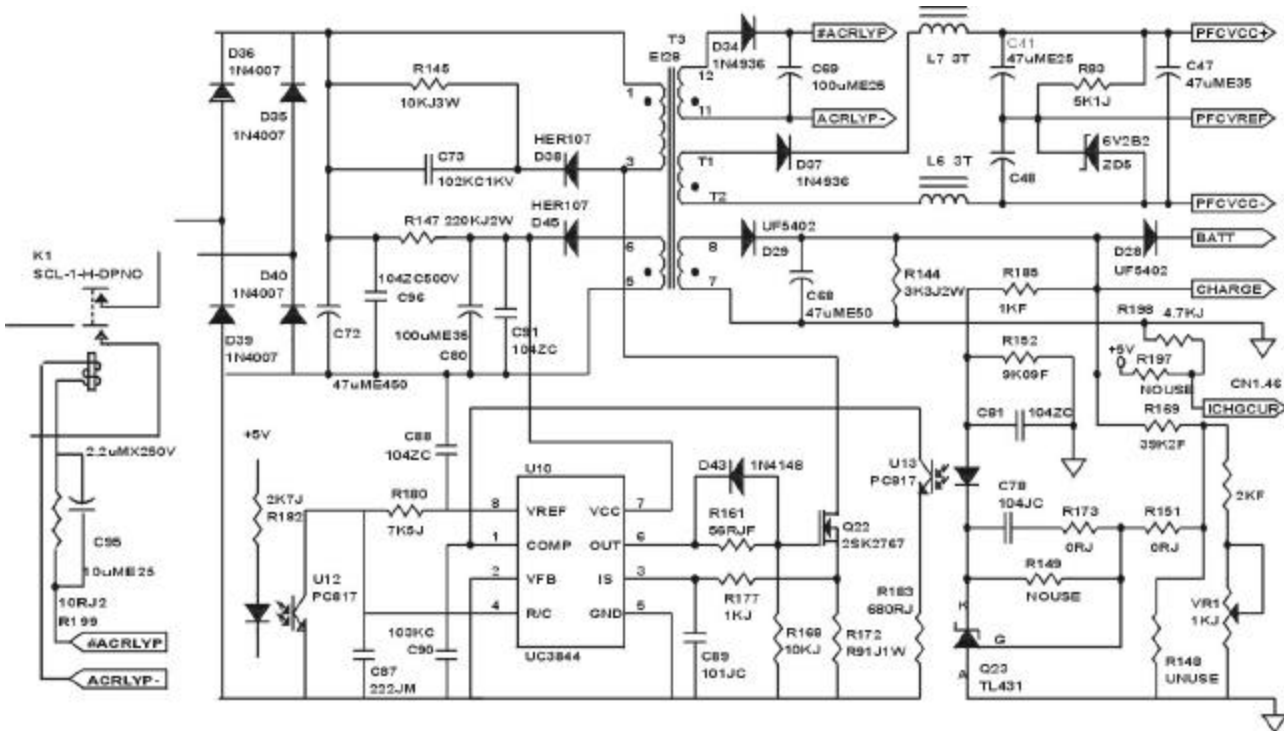 D36
1N4007
D35
1N4007
R145
10KJ3W
C73
102KC1KV
HER107
D38
HER107
D45
R147 220KJ2W
104ZC500V
C96
100uME35
C80
C91
104ZC
C72
47uME450
D40
1N4007
D39
1N4007
K1
SCL-1-H-DPNO
2.2uMX250V
C95
10uME25
10RJ2
R199
#ACRLYP
ACRLYP-
T3
EI28
1
3
6
5
12
11
T1
T2
8
7
D34
1N4936
C69
100uME25
#ACRLYP
ACRLYP-
D37
1N4936
L7 3T
L6 3T
C41
47uME25
R93
5K1J
C47
47uME35
C48
6V2B2
ZD5
PFCVCC+
PFCVREF
PFCVCC-
UF5402
D29
C68
47uME50
R144
3K3J2W
R185
1KF
D28
UF5402
BATT
CHARGE
R198
4.7KJ
+5V
R197
NOUSE
CN1.46
ICHGCUR
R152
9K09F
C81
104ZC
R169
39K2F
2KF
+5V
2K7J
R182
U12
PC817
C88
104ZC
R180
7K5J
103KC
C90
C87
222JM
U10
8
VREF
VCC
7
1
COMP
OUT
6
2
VFB
IS
3
4
R/C
GND
5
UC3844
D43
1N4148
R161
56RJF
Q22
2SK2767
R177
1KJ
C89
101JC
R168
10KJ
R172
R91J1W
U13
PC817
R183
680RJ
C78
104JC
R173
0RJ
R151
0RJ
R149
NOUSE
K
G
A
Q23
TL431
R148
UNUSE
VR1
1KJ